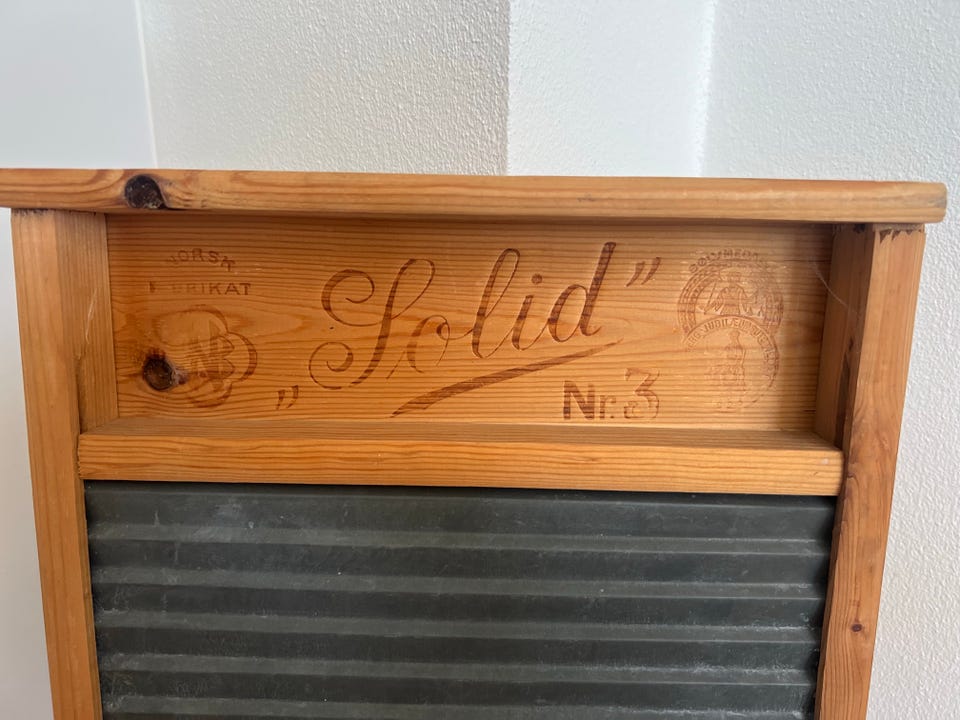 NORSK
FABRIKAT
„Solid”
Nr. 3